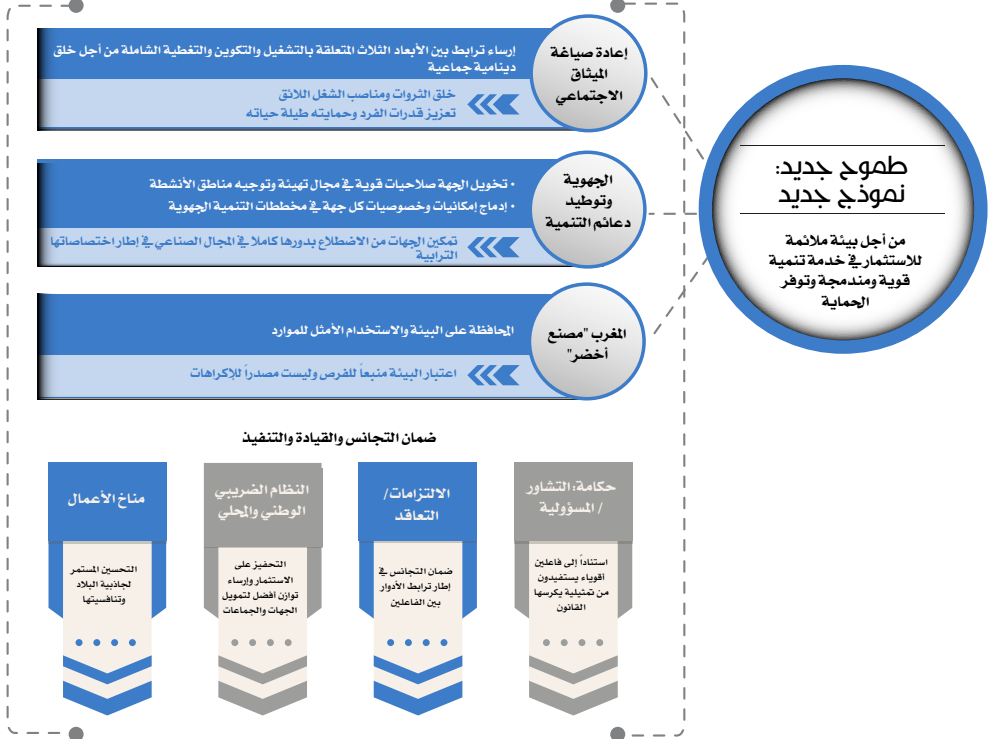 طموح جديد:
نموذج جديد
من أجل بيئة ملائمة
للاستثمار في خدمة تنمية
قوية ومندمجة وتوفر
الحماية
إعادة صياغة
الميثاق
الاجتماعي
إرساء ترابط بين الأبعاد الثلاث المتعلقة بالتشغيل والتكوين والتغطية الشاملة من أجل خلق
دينامية جماعية
خلق الثروات ومناصب الشغل اللائق
تعزيز قدرات الفرد وحمايته طيلة حياته
الجهوية
وتوطيد
دعائم التنمية
• تخويل الجهة صلاحيات قوية في مجال تهيئة وتوجيه مناطق الأنشطة
• إدماج إمكانيات وخصوصيات كل جهة في مخططات التنمية الجهوية
تمكين الجهات من الاضطلاع بدورها كاملا في المجال الصناعي في إطار اختصاصاتها
الترابية
المغرب "مصنع
أخضر"
المحافظة على البيئة والاستخدام الأمثل للموارد
اعتبار البيئة منبعاً للفرص وليست مصدراً للإكراهات
ضمان التجانس والقيادة والتنفيذ
حكامة: التشاور
/ المسؤولية
استناداً إلى فاعلين
أقوياء يستفيدون
من تمثيلية يكرسها
القانون
الالتزامات/
التعاقد
ضمان التجانس في
إطار ترابط الأدوار
بين الفاعلين
النظام الضريبي
الوطني والمحلي
التحفيز على
الاستثمار وإرساء
توازن أفضل لتمويل
الجهات والجماعات
مناخ الأعمال
التحسين المستمر
لجاذبية البلاد
وتنافسيتها